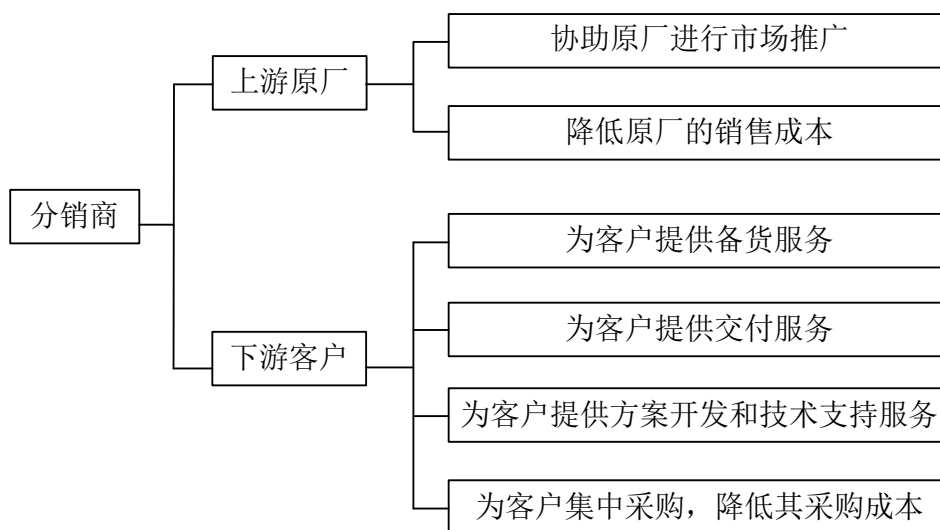 协助原厂进行市场推广
上游原厂
降低原厂的销售成本
分销商
为客户提供备货服务
为客户提供交付服务
下游客户
为客户提供方案开发和技术支持服务
为客户集中采购，降低其采购成本